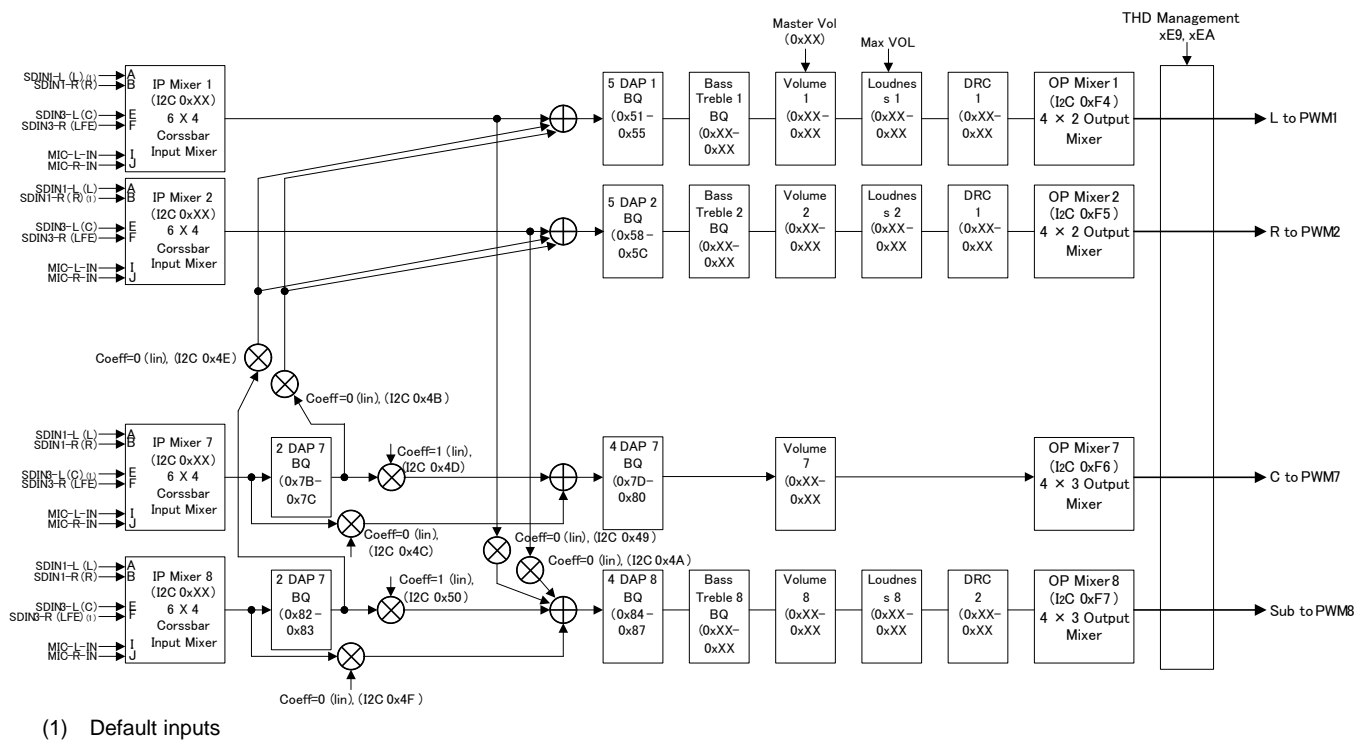 Master Vol
(0xXX)
Max VOL
THD Management
xE9, xEA
SDIN1-L (L) (1)
SDIN1-R (R)
SDIN3-L (C)
SDIN3-R (LFE)
MIC-L-IN
MIC-R-IN
A
B
E
F
I
J
IP Mixer 1
(I2C 0xXX)
6 X 4
Corssbar
Input Mixer
5 DAP 1
BQ
(0x51-
0x55
Bass
Treble 1
BQ
(0xXX-
0xXX
Volume
1
(0xXX-
0xXX
Loudnes
s 1
(0xXX-
0xXX
DRC
1
(0xXX-
0xXX
OP Mixer 1
(I2C 0xF4)
4 × 2 Output
Mixer
L to PWM1
SDIN1-L (L)
SDIN1-R (R) (1)
SDIN3-L (C)
SDIN3-R (LFE)
MIC-L-IN
MIC-R-IN
A
B
E
F
I
J
IP Mixer 2
(I2C 0xXX)
6 X 4
Corssbar
Input Mixer
5 DAP 2
BQ
(0x58-
0x5C
Bass
Treble 2
BQ
(0xXX-
0xXX
Volume
2
(0xXX-
0xXX
Loudnes
s 2
(0xXX-
0xXX
DRC
1
(0xXX-
0xXX
OP Mixer2
(I2C 0xF5)
4 × 2 Output
Mixer
R to PWM2
Coeff=0 (lin), (I2C 0x4E)
Coeff=0 (lin), (I2C 0x4B)
SDIN1-L (L)
SDIN1-R (R)
SDIN3-L (C) (1)
SDIN3-R (LFE)
MIC-L-IN
MIC-R-IN
A
B
E
F
I
J
IP Mixer 7
(I2C 0xXX)
6 X 4
Corssbar
Input Mixer
2 DAP 7
BQ
(0x7B-
0x7C
Coeff=1 (lin),
(I2C 0x4D)
Coeff=0 (lin),
(I2C 0x4C)
4 DAP 7
BQ
(0x7D-
0x80
Volume
7
(0xXX-
0xXX
OP Mixer7
(I2C 0xF6)
4 × 3 Output
Mixer
C to PWM7
Coeff=0 (lin), (I2C 0x49)
Coeff=0 (lin), (I2C 0x4A)
SDIN1-L (L)
SDIN1-R (R)
SDIN3-L (C)
SDIN3-R (LFE) (1)
MIC-L-IN
MIC-R-IN
A
B
E
F
I
J
IP Mixer 8
(I2C 0xXX)
6 X 4
Corssbar
Input Mixer
2 DAP 7
BQ
(0x82-
0x83
Coeff=1 (lin),
(I2C 0x50)
Coeff=0 (lin), (I2C 0x4F )
4 DAP 8
BQ
(0x84-
0x87
Bass
Treble 8
BQ
(0xXX-
0xXX
Volume
8
(0xXX-
0xXX
Loudnes
s 8
(0xXX-
0xXX
DRC
2
(0xXX-
0xXX
OP Mixer8
(I2C 0xF7)
4 × 3 Output
Mixer
Sub to PWM8
(1) Default inputs